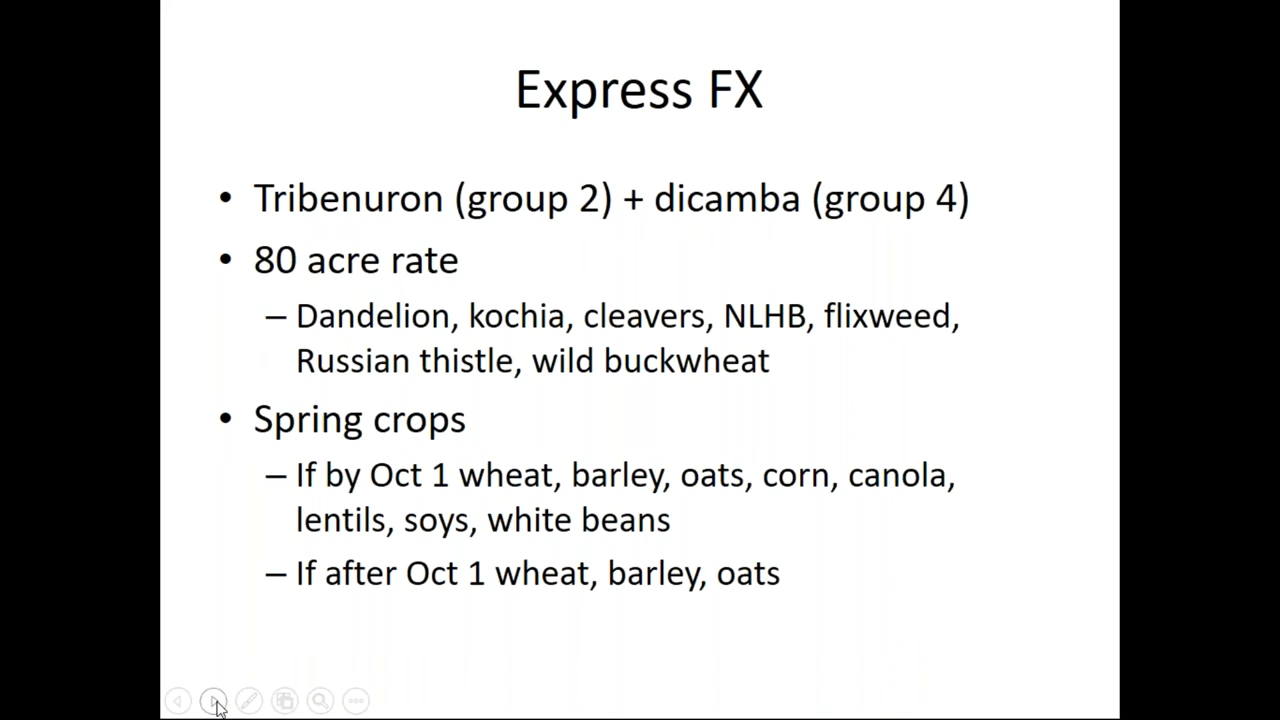 Express FX
• Tribenuron (group 2) + dicamba (group 4)
• 80 acre rate
– Dandelion, kochia, cleavers, NLHB, flixweed,
Russian thistle, wild buckwheat
• Spring crops
– If by Oct 1 wheat, barley, oats, corn, canola,
lentils, soys, white beans
– If after Oct 1 wheat, barley, oats